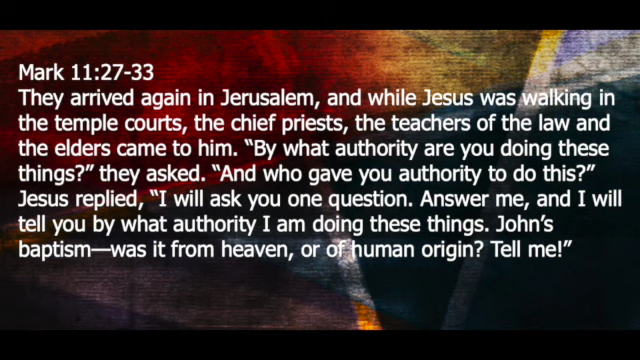 Mark 11:27-33
They arrived again in Jerusalem, and while Jesus was walking in
the temple courts, the chief priests, the teachers of the law and
the elders came to him. “By what authority are you doing these
things?” they asked. “And who gave you authority to do this?”
Jesus replied, “I will ask you one question. Answer me, and I will
tell you by what authority I am doing these things. John’s
baptism—was it from heaven, or of human origin? Tell me!”